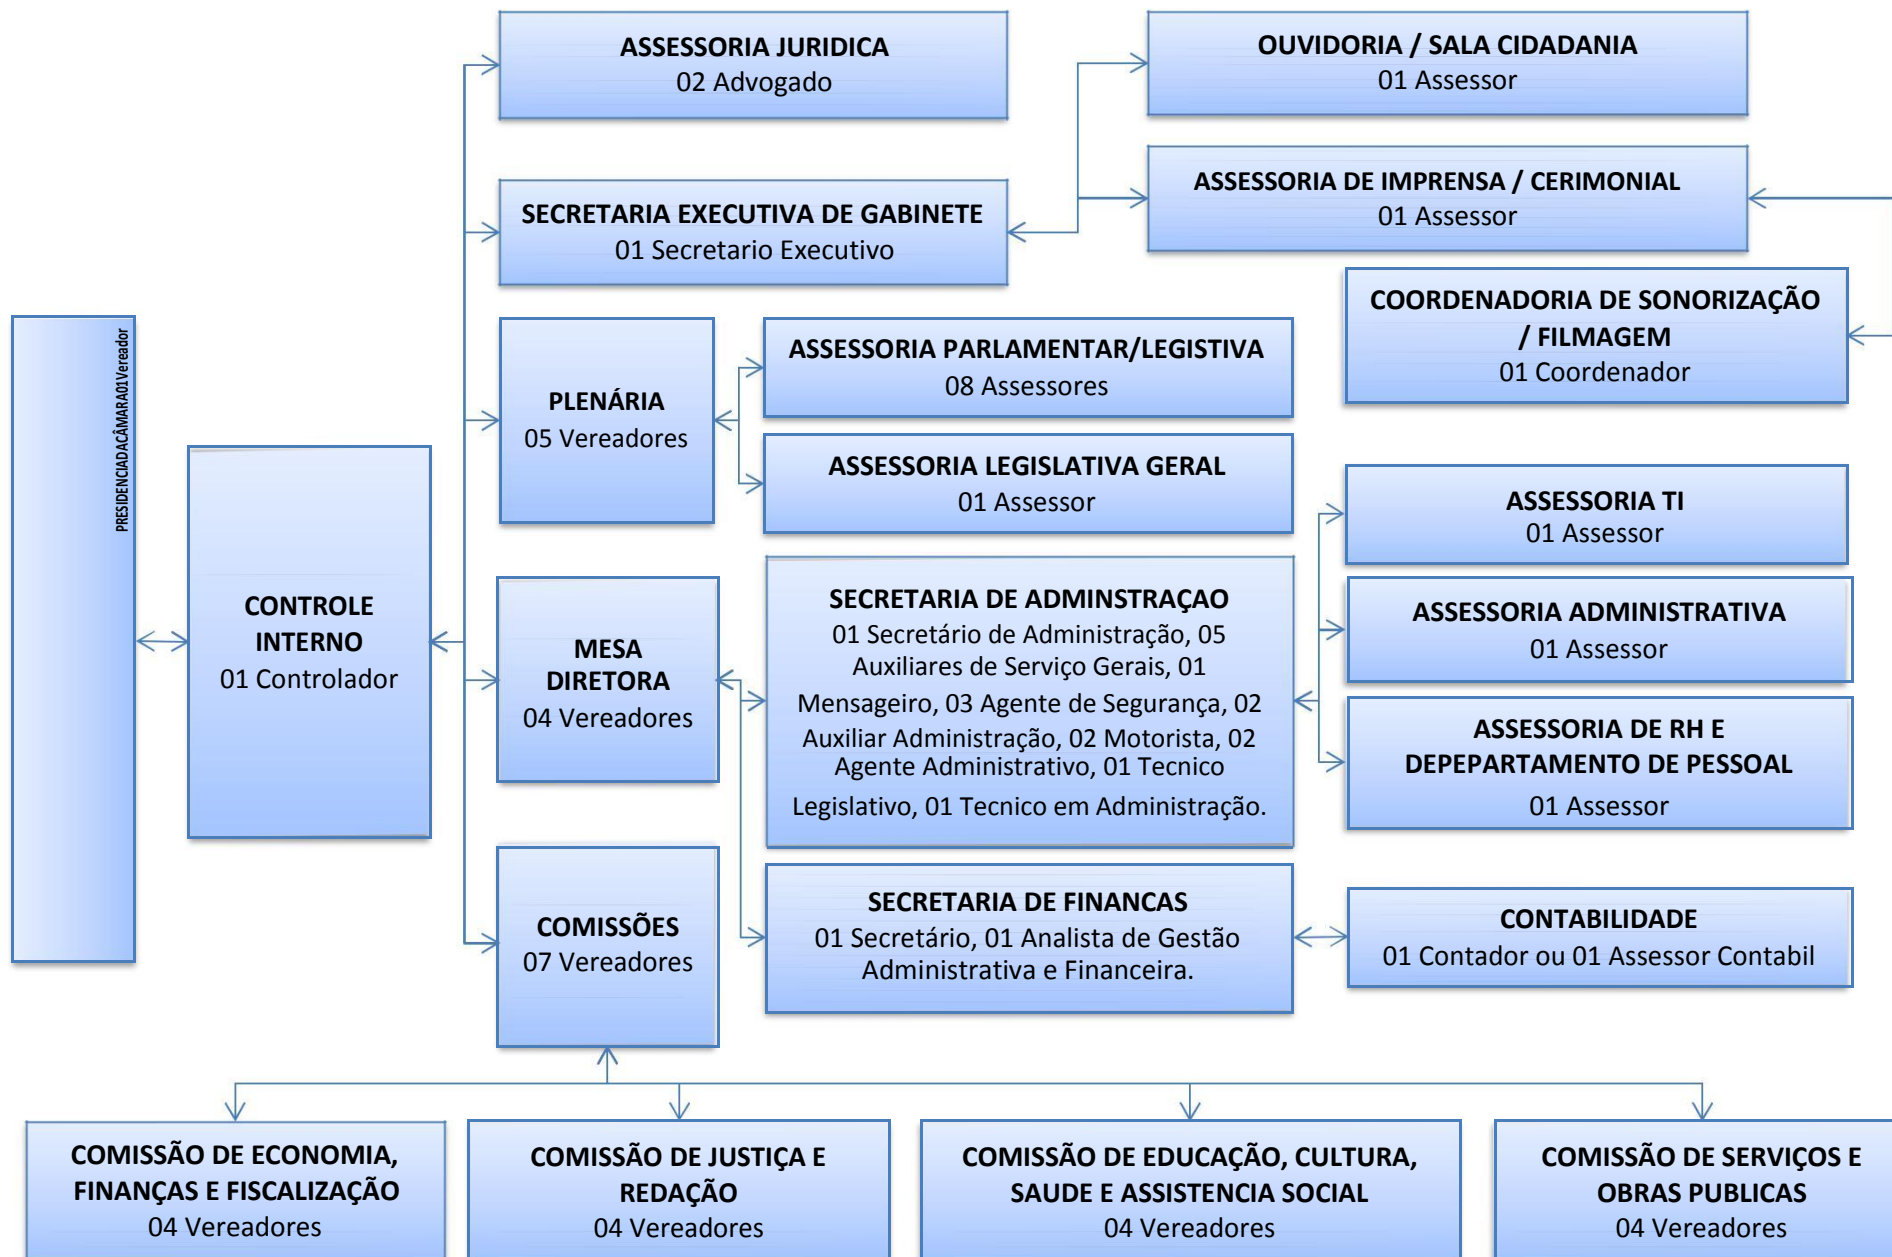 ASSESSORIA JURIDICA
02 Advogado
OUVIDORIA / SALA CIDADANIA
01 Assessor
SECRETARIA EXECUTIVA DE GABINETE
01 Secretario Executivo
ASSESSORIA DE IMPRENSA / CERIMONIAL
01 Assessor
COORDENADORIA DE SONORIZAÇÃO
/ FILMAGEM
01 Coordenador
PRESIDENCIADACÂMARA01Vereador
CONTROLE
INTERNO
01 Controlador
PLENÁRIA
05 Vereadores
ASSESSORIA PARLAMENTAR/LEGISTIVA
08 Assessores
ASSESSORIA LEGISLATIVA GERAL
01 Assessor
MESA
DIRETORA
04 Vereadores
SECRETARIA DE ADMINSTRAÇAO
01 Secretário de Administração, 05
Auxiliares de Serviço Gerais, 01
Mensageiro, 03 Agente de Segurança, 02
Auxiliar Administração, 02 Motorista, 02
Agente Administrativo, 01 Tecnico
Legislativo, 01 Tecnico em Administração.
ASSESSORIA TI
01 Assessor
ASSESSORIA ADMINISTRATIVA
01 Assessor
ASSESSORIA DE RH E
DEPEPARTAMENTO DE PESSOAL
01 Assessor
COMISSÕES
07 Vereadores
SECRETARIA DE FINANCAS
01 Secretário, 01 Analista de Gestão
Administrativa e Financeira.
CONTABILIDADE
01 Contador ou 01 Assessor Contabil
COMISSÃO DE ECONOMIA,
FINANÇAS E FISCALIZAÇÃO
04 Vereadores
COMISSÃO DE JUSTIÇA E
REDAÇÃO
04 Vereadores
COMISSÃO DE EDUCAÇÃO, CULTURA,
SAUDE E ASSISTENCIA SOCIAL
04 Vereadores
COMISSÃO DE SERVIÇOS E
OBRAS PUBLICAS
04 Vereadores